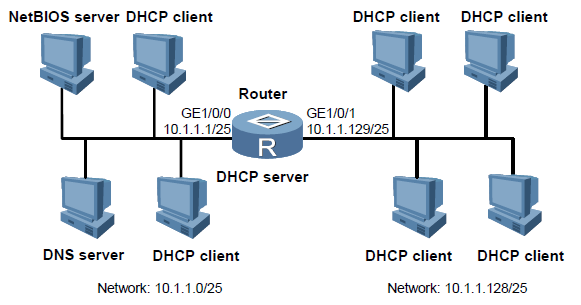 NetBIOS server DHCP client
DHCP client DHCP client
Router
GE1/0/0
10.1.1.1/25
GE1/0/1
10.1.1.129/25
R
DHCP server
DNS server DHCP client
DHCP client DHCP client
Network: 10.1.1.0/25
Network: 10.1.1.128/25